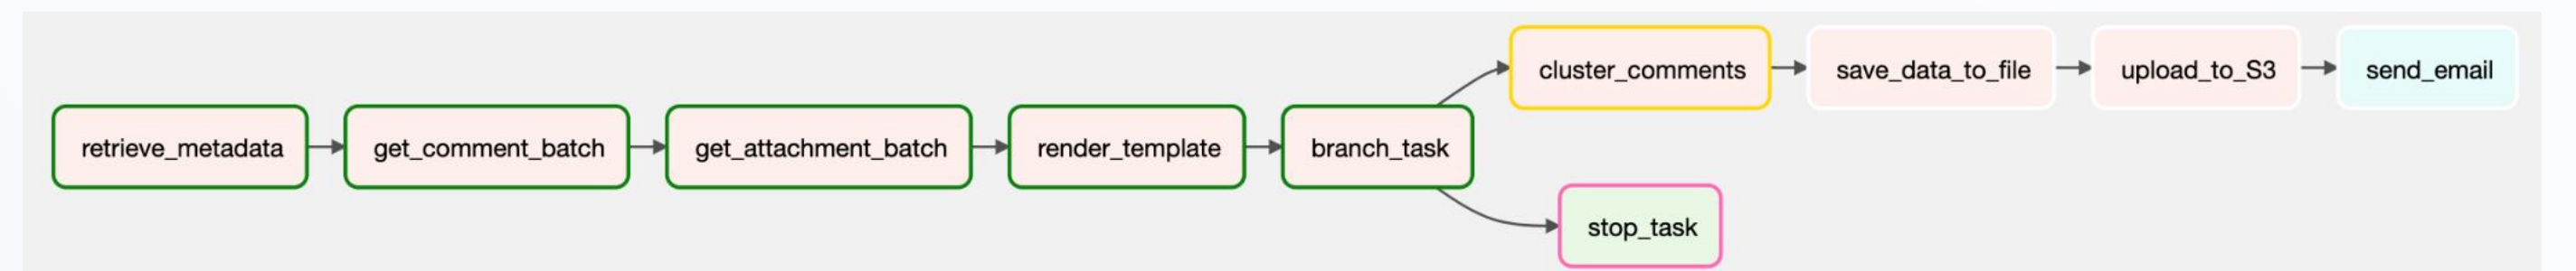 retrieve_metadata
get_comment_batch
get_attachment_batch
render_template
branch_task
cluster_comments
save_data_to_file
upload_to_S3
send_email
stop_task